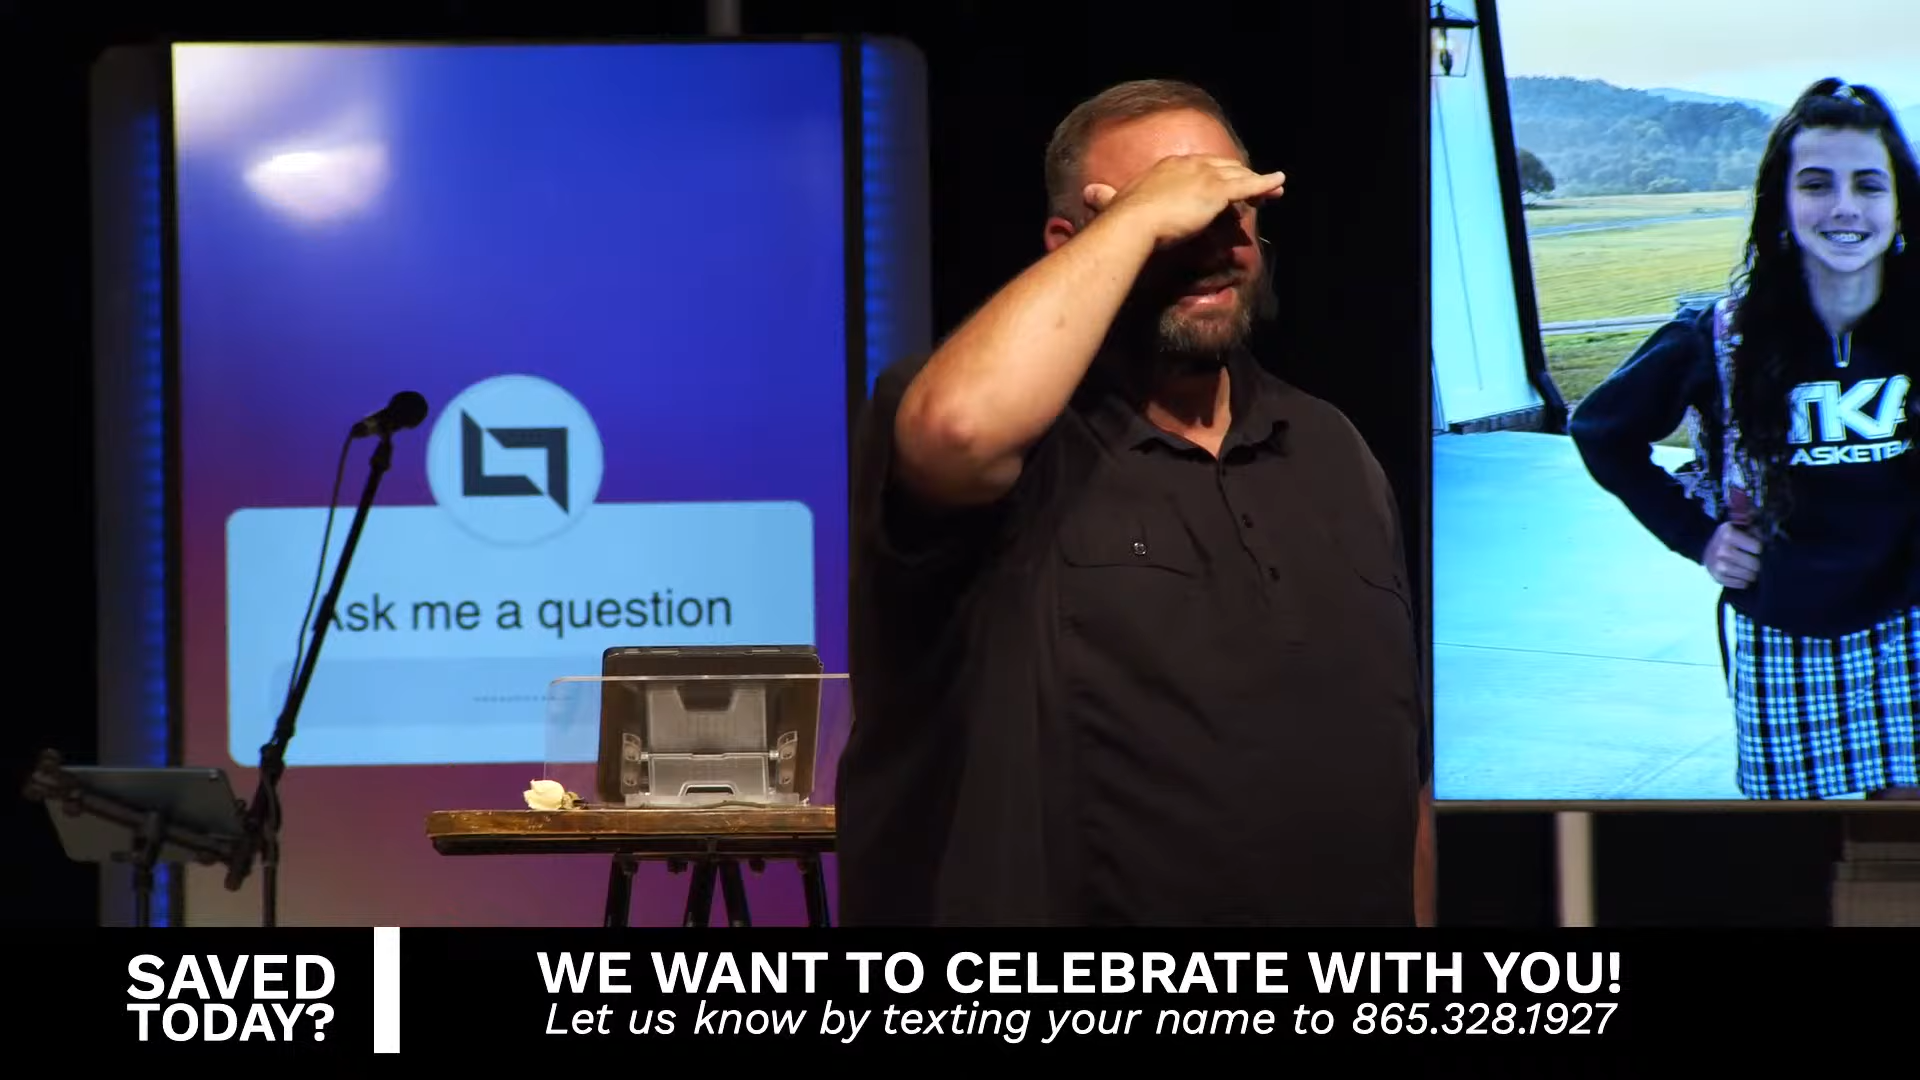 Ask me a question
SAVED
TODAY?
WE WANT TO CELEBRATE WITH YOU!
Let us know by texting your name to 865.328.1927